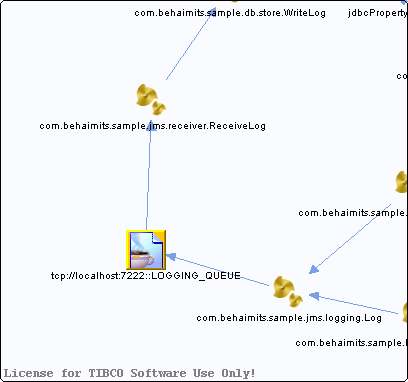 com.behaimits.sample.db.store.WriteLog
jdbcProperty
co
com.behaimits.sample.jms.receiver.ReceiveLog
com.behaimits.sample.
tcp://localhost:7222::LOGGING_QUEUE
com.behaimits.sample.jms.logging.Log
com.behaimits.sample.
License for TIBCO Software Use Only!